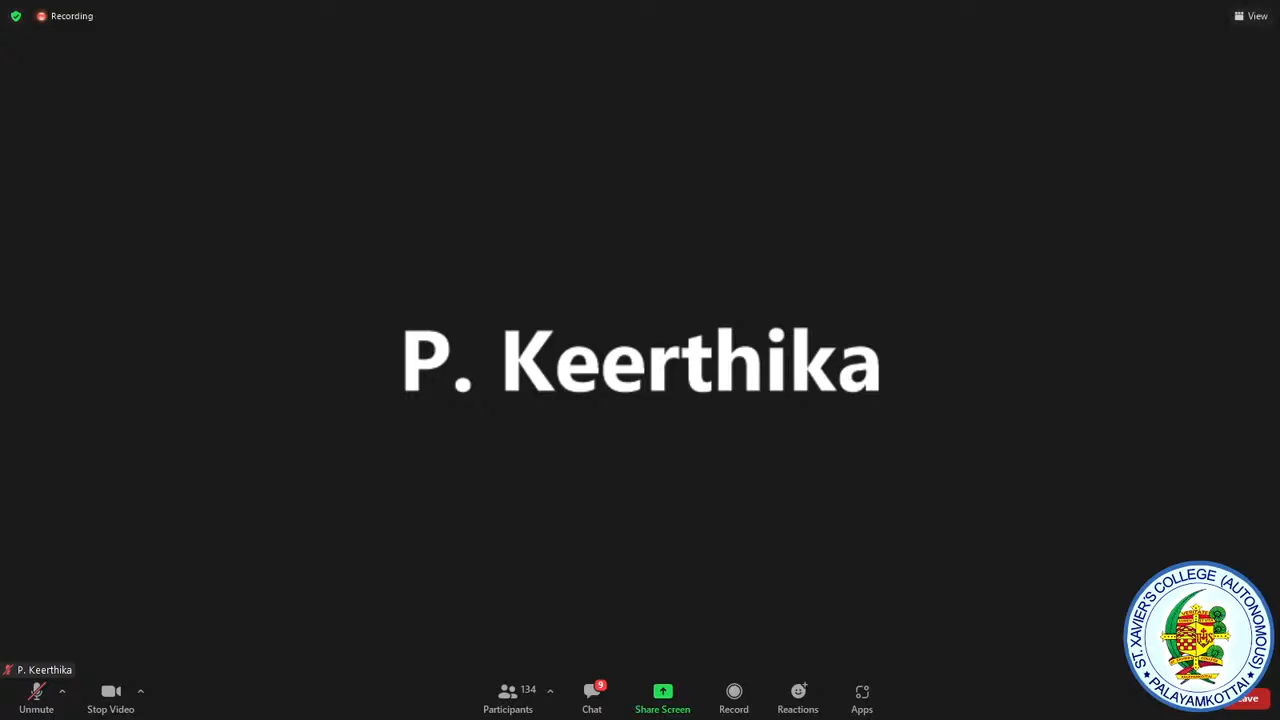 Recording
View
P. Keerthika
P. Keerthika
Unmute
Stop Video
134
Participants
9
Chat
Share Screen
Record
Reactions
Apps
ST. XAVIER'S COLLEGE (AUTONOMOUS)
PALAYAMKOTTAI